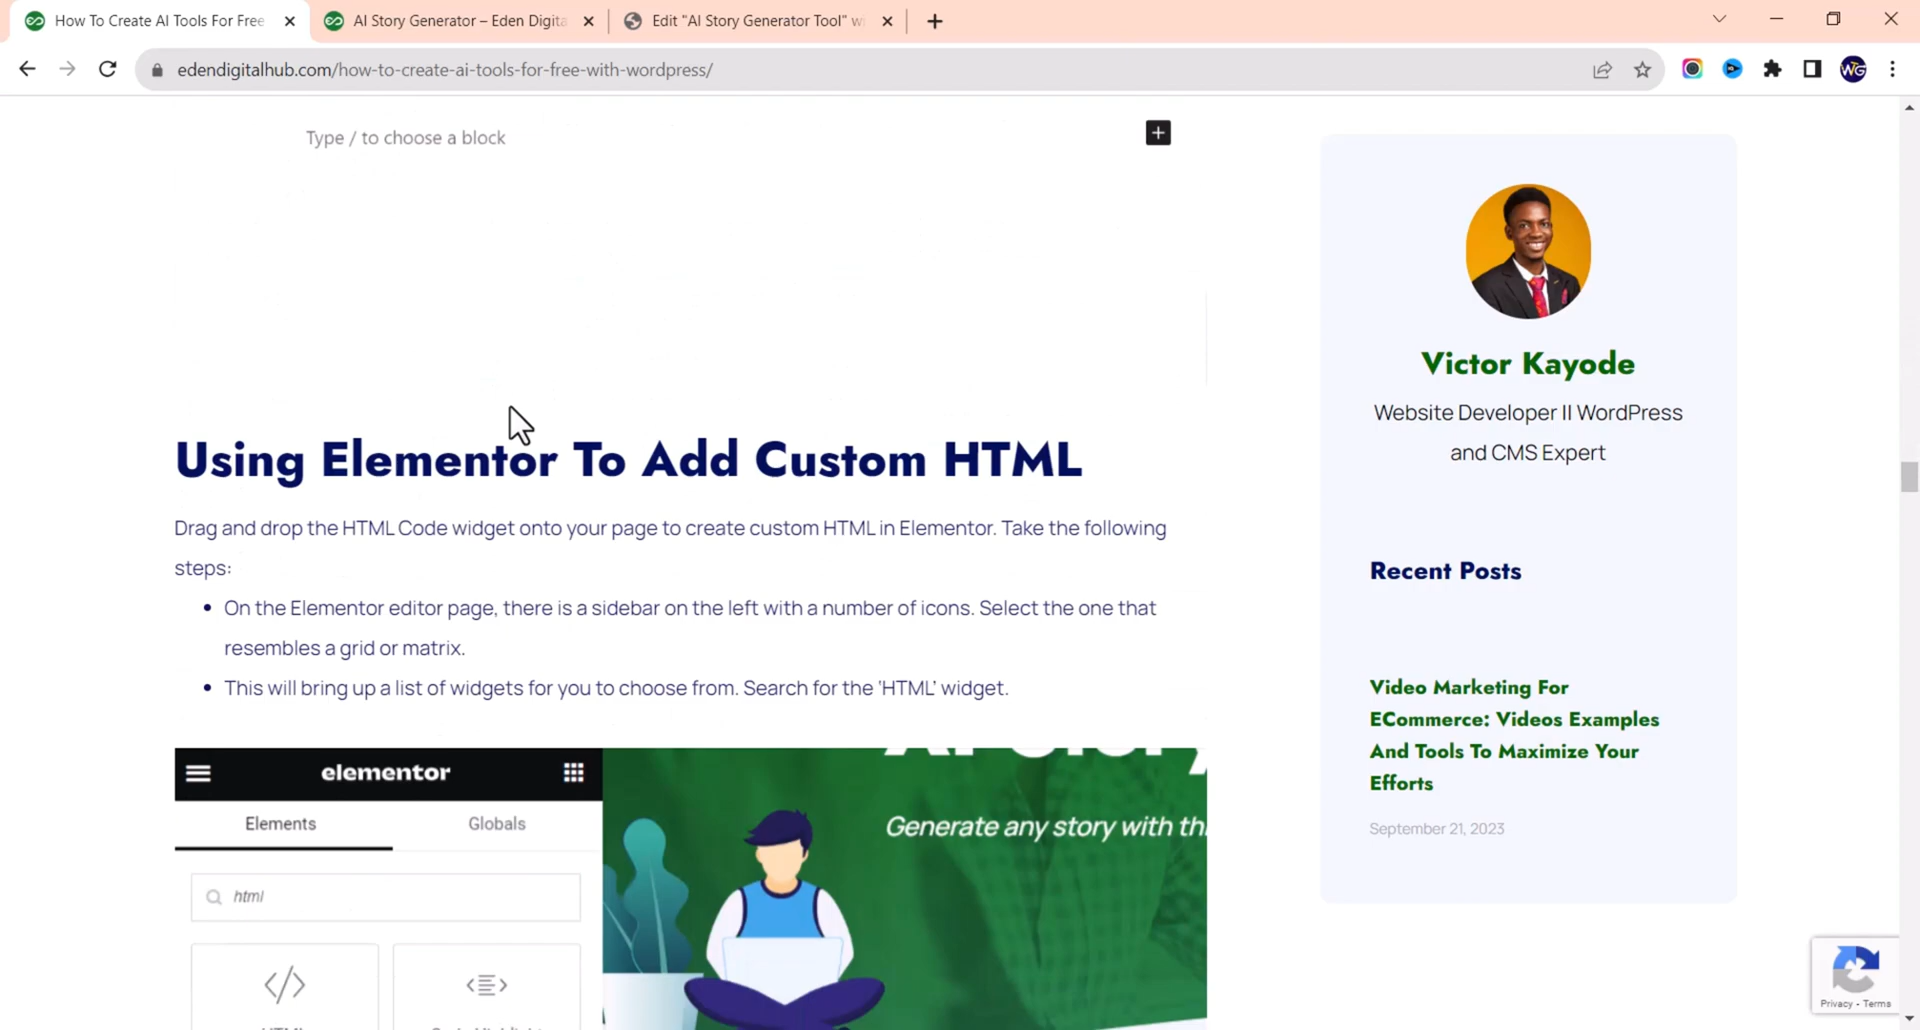 How To Create AI Tools For Free
AI Story Generator – Eden Digita
Edit "AI Story Generator Tool" wi
edendigitalhub.com/how-to-create-ai-tools-for-free-with-wordpress/
WG
Type / to choose a block
Using Elementor To Add Custom HTML
Drag and drop the HTML Code widget onto your page to create custom HTML in Elementor. Take the following
steps:
On the Elementor editor page, there is a sidebar on the left with a number of icons. Select the one that
resembles a grid or matrix.
This will bring up a list of widgets for you to choose from. Search for the ‘HTML’ widget.
elementor
Elements
Globals
html
Generate any story with th
Victor Kayode
Website Developer II WordPress
and CMS Expert
Recent Posts
Video Marketing For
ECommerce: Videos Examples
And Tools To Maximize Your
Efforts
September 21, 2023
Privacy - Terms